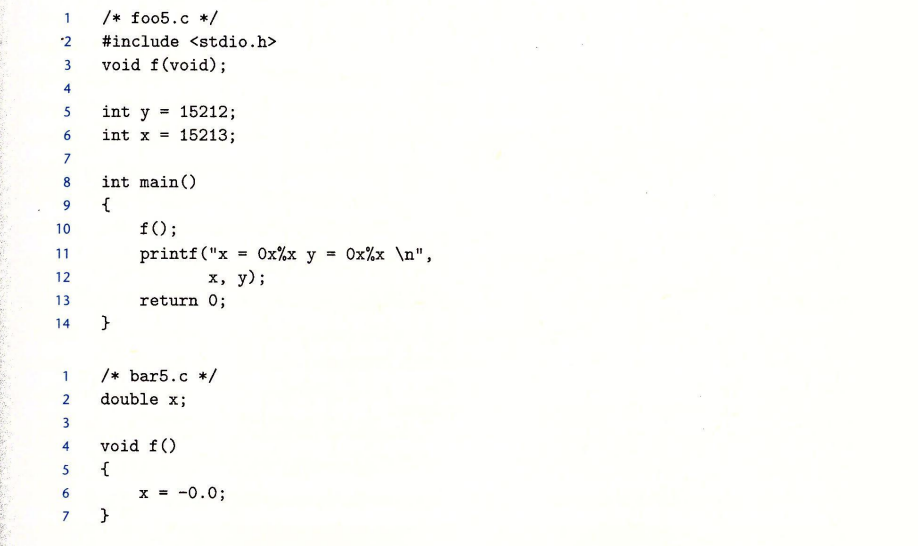 1 /* foo5.c */
2 #include <stdio.h>
3 void f(void);
4
5 int y = 15212;
6 int x = 15213;
7
8 int main()
9 {
10 f();
11 printf("x = 0x%x y = 0x%x \n",
12 x, y);
13 return 0;
14 }
1 /* bar5.c */
2 double x;
3
4 void f()
5 {
6 x = -0.0;
7 }